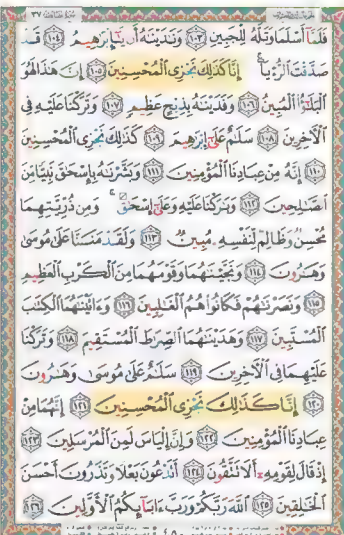 ٣٧
فَلَمَّآ أَسْلَمَا وَتَلَّهُۥ لِلْجَبِينِ ١٠٣ وَنَٰدَيْنَٰهُ أَن يَٰٓإِبْرَٰهِيمُ ١٠٤ قَدْ
صَدَّقْتَ ٱلرُّءْيَآ ۚ إِنَّا كَذَٰلِكَ نَجْزِى ٱلْمُحْسِنِينَ ١٠٥ إِنَّ هَٰذَا لَهُوَ
ٱلْبَلَٰٓؤُا۟ ٱلْمُبِينُ ١٠٦ وَفَدَيْنَٰهُ بِذِبْحٍ عَظِيمٍ ١٠٧ وَتَرَكْنَا عَلَيْهِ فِى
ٱلْءَاخِرِينَ ١٠٨ سَلَٰمٌ عَلَىٰٓ إِبْرَٰهِيمَ ١٠٩ كَذَٰلِكَ نَجْزِى ٱلْمُحْسِنِينَ
١١٠ إِنَّهُۥ مِنْ عِبَادِنَا ٱلْمُؤْمِنِينَ ١١١ وَبَشَّرْنَٰهُ بِإِسْحَٰقَ نَبِيًّا مِّنَ
ٱلصَّٰلِحِينَ ١١٢ وَبَٰرَكْنَا عَلَيْهِ وَعَلَىٰٓ إِسْحَٰقَ ۚ وَمِن ذُرِّيَّتِهِمَا
مُحْسِنٌ وَظَالِمٌ لِّنَفْسِهِۦ مُبِينٌ ١١٣ وَلَقَدْ مَنَنَّا عَلَىٰ مُوسَىٰ
وَهَٰرُونَ ١١٤ وَنَجَّيْنَٰهُمَا وَقَوْمَهُمَا مِنَ ٱلْكَرْبِ ٱلْعَظِيمِ
١١٥ وَنَصَرْنَٰهُمْ فَكَانُوا۟ هُمُ ٱلْغَٰلِبِينَ ١١٦ وَءَاتَيْنَٰهُمَا ٱلْكِتَٰبَ
ٱلْمُسْتَبِينَ ١١٧ وَهَدَيْنَٰهُمَا ٱلصِّرَٰطَ ٱلْمُسْتَقِيمَ ١١٨ وَتَرَكْنَا
عَلَيْهِمَا فِى ٱلْءَاخِرِينَ ١١٩ سَلَٰمٌ عَلَىٰ مُوسَىٰ وَهَٰرُونَ
١٢٠ إِنَّا كَذَٰلِكَ نَجْزِى ٱلْمُحْسِنِينَ ١٢١ إِنَّهُمَا مِنْ
عِبَادِنَا ٱلْمُؤْمِنِينَ ١٢٢ وَإِنَّ إِلْيَاسَ لَمِنَ ٱلْمُرْسَلِينَ ١٢٣
إِذْ قَالَ لِقَوْمِهِۦٓ أَلَا تَتَّقُونَ ١٢٤ أَتَدْعُونَ بَعْلًا وَتَذَرُونَ أَحْسَنَ
ٱلْخَٰلِقِينَ ١٢٥ ٱللَّهَ رَبَّكُمْ وَرَبَّ ءَابَآئِكُمُ ٱلْأَوَّلِينَ ١٢٦
٤٥٠